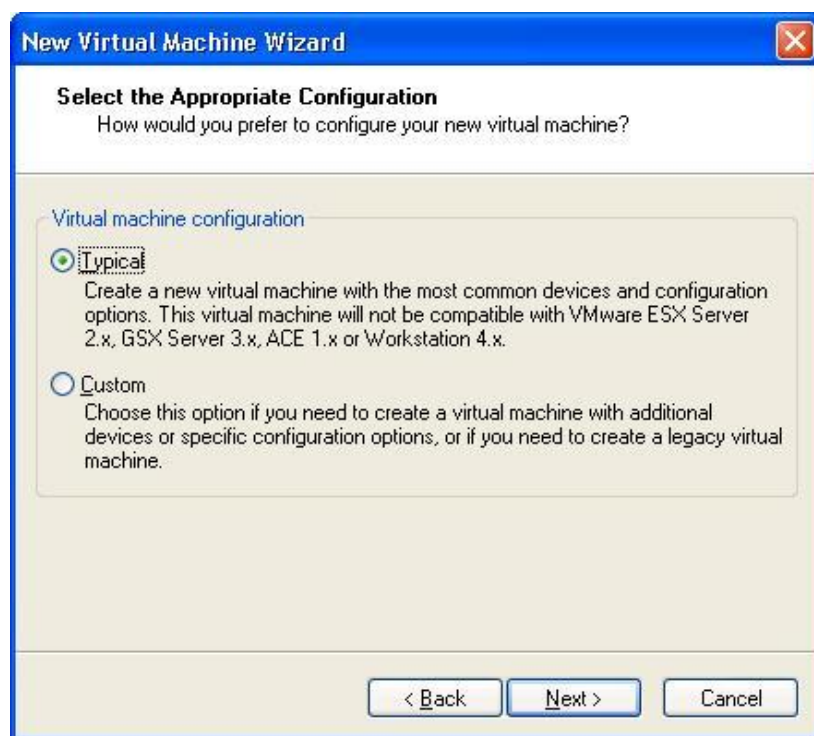 New Virtual Machine Wizard
Select the Appropriate Configuration
How would you prefer to configure your new virtual machine?
Virtual machine configuration
Typical
Create a new virtual machine with the most common devices and configuration
options. This virtual machine will not be compatible with VMware ESX Server
2.x, GSX Server 3.x, ACE 1.x or Workstation 4.x.
Custom
Choose this option if you need to create a virtual machine with additional
devices or specific configuration options, or if you need to create a legacy virtual
machine.
< Back Next > Cancel